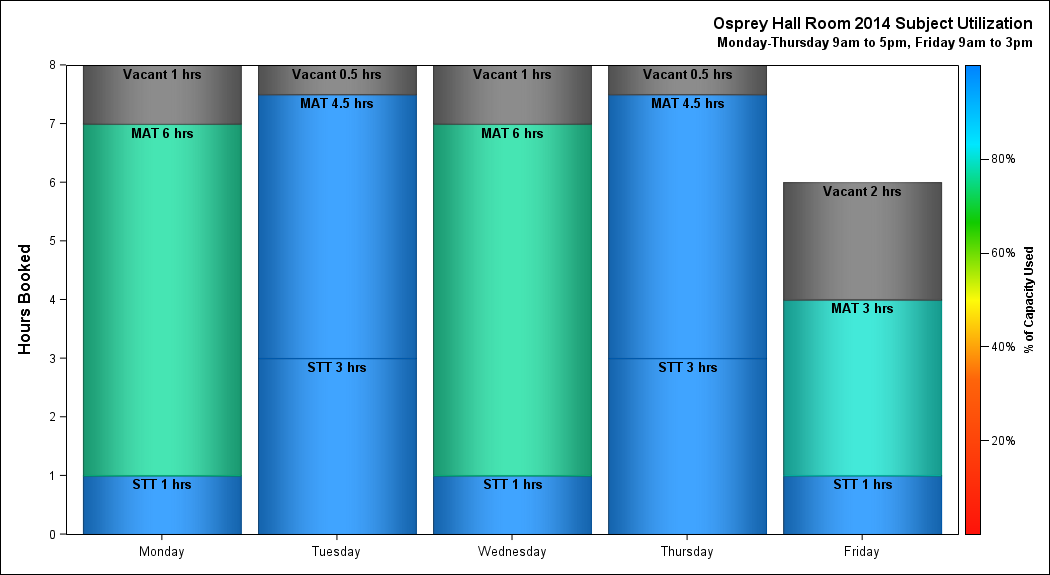 Osprey Hall Room 2014 Subject Utilization
Monday-Thursday 9am to 5pm, Friday 9am to 3pm
Hours Booked
8
7
6
5
4
3
2
1
0
Vacant 1 hrs
MAT 6 hrs
STT 1 hrs
Vacant 0.5 hrs
MAT 4.5 hrs
STT 3 hrs
Vacant 1 hrs
MAT 6 hrs
STT 1 hrs
Vacant 0.5 hrs
MAT 4.5 hrs
STT 3 hrs
Vacant 2 hrs
MAT 3 hrs
STT 1 hrs
Monday
Tuesday
Wednesday
Thursday
Friday
80%
60%
40%
20%
% of Capacity Used